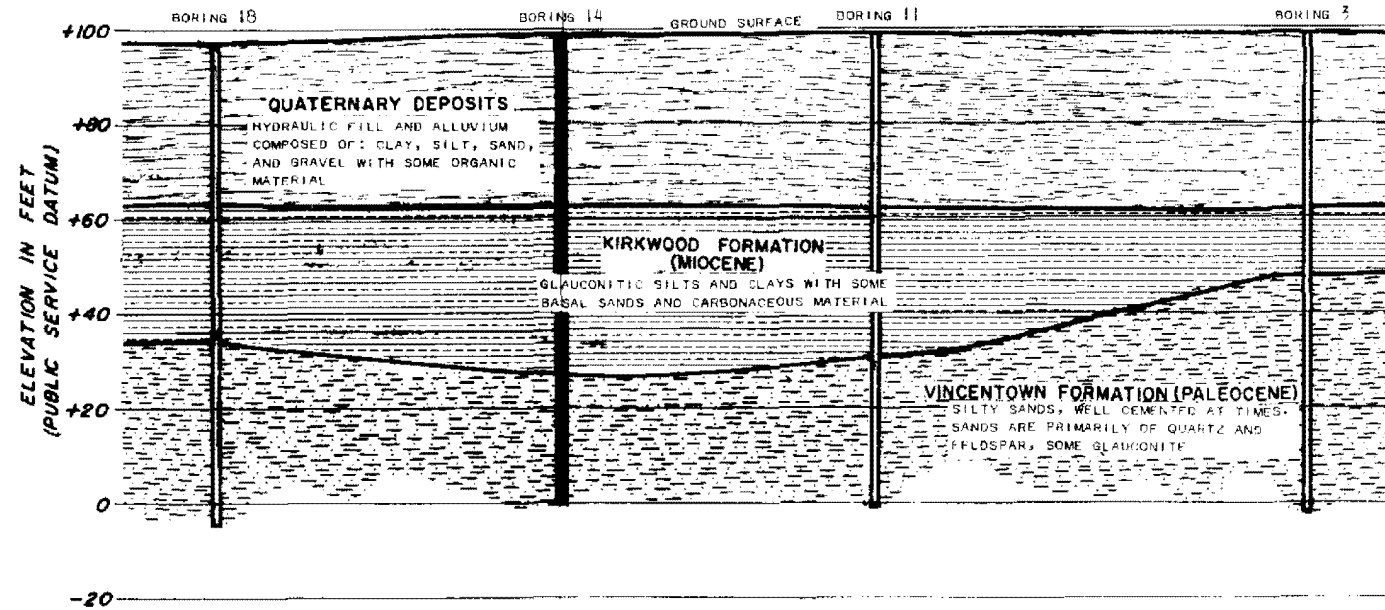 BORING 18
BORING 14
GROUND SURFACE
BORING 11
BORING 3
+100
+80
+60
+40
+20
0
-20
ELEVATION IN FEET
(PUBLIC SERVICE DATUM)
QUATERNARY DEPOSITS
HYDRAULIC FILL AND ALLUVIUM
COMPOSED OF: CLAY, SILT, SAND,
AND GRAVEL WITH SOME ORGANIC
MATERIAL
KIRKWOOD FORMATION
(MIOCENE)
GLAUCONITIC SILTS AND CLAYS WITH SOME
BASAL SANDS AND CARBONACEOUS MATERIAL
VINCENTOWN FORMATION (PALEOCENE)
SILTY SANDS, WELL CEMENTED AT TIMES.
SANDS ARE PRIMARILY OF QUARTZ AND
FELDSPAR, SOME GLAUCONITE